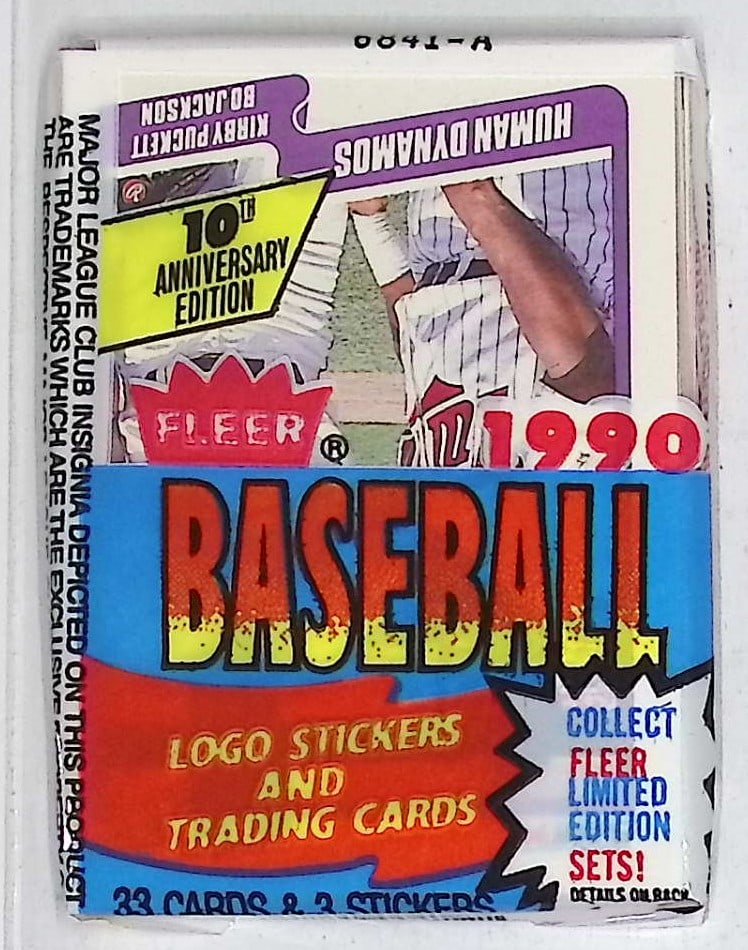 6841-A
HUMAN DYNAMOS
KIRBY PUCKETT
BO JACKSON
10TH
ANNIVERSARY
EDITION
FLEER®
1990
BASEBALL
LOGO STICKERS
AND
TRADING CARDS
COLLECT
FLEER
LIMITED
EDITION
SETS!
DETAILS ON BACK
33 CARDS & 3 STICKERS
MAJOR LEAGUE CLUB INSIGNIA DEPICTED ON THIS PRODUCT
ARE TRADEMARKS WHICH ARE THE EXCLUSIVE
THE